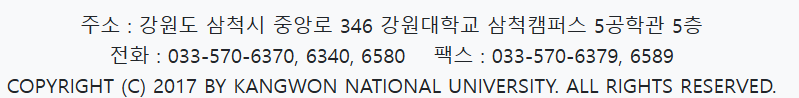 주소 : 강원도 삼척시 중앙로 346 강원대학교 삼척캠퍼스 5공학관 5층
전화 : 033-570-6370, 6340, 6580 팩스 : 033-570-6379, 6589
COPYRIGHT (C) 2017 BY KANGWON NATIONAL UNIVERSITY. ALL RIGHTS RESERVED.